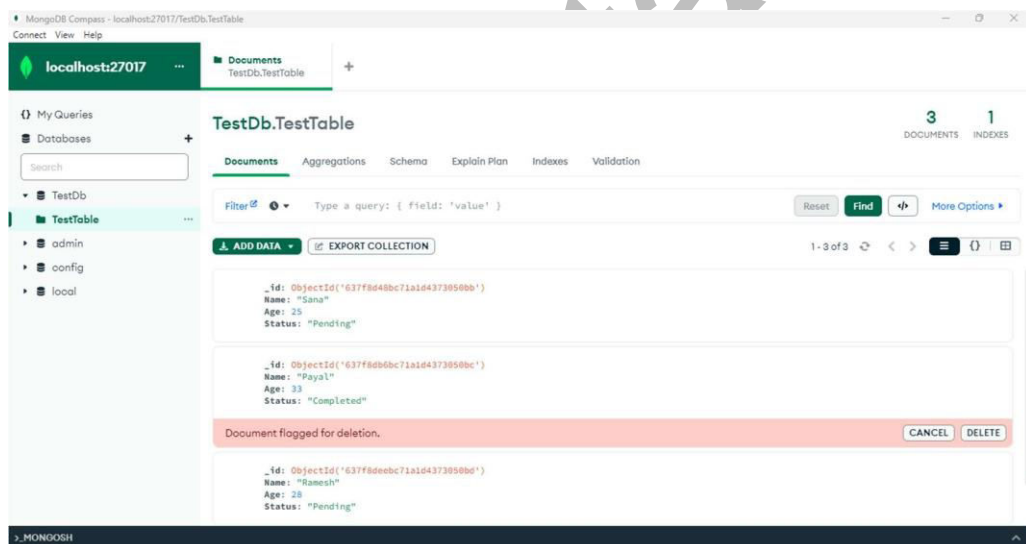 MongoDB Compass - localhost:27017/TestDb.TestTable
Connect View Help
localhost:27017 ...
Documents
TestDb.TestTable
+
{} My Queries
Databases +
Search
TestDb
TestTable ...
admin
config
local
TestDb.TestTable
3
DOCUMENTS
1
INDEXES
Documents Aggregations Schema Explain Plan Indexes Validation
Filter Type a query: { field: 'value' } Reset Find </> More Options
ADD DATA EXPORT COLLECTION 1 - 3 of 3 < > {}
_id: ObjectId('637f8d48bc71a1d4373050bb')
Name: "Sana"
Age: 25
Status: "Pending"
_id: ObjectId('637f8db6bc71a1d4373050bc')
Name: "Payal"
Age: 33
Status: "Completed"
Document flagged for deletion. CANCEL DELETE
_id: ObjectId('637f8deebc71a1d4373050bd')
Name: "Ramesh"
Age: 28
Status: "Pending"
>_MONGOSH